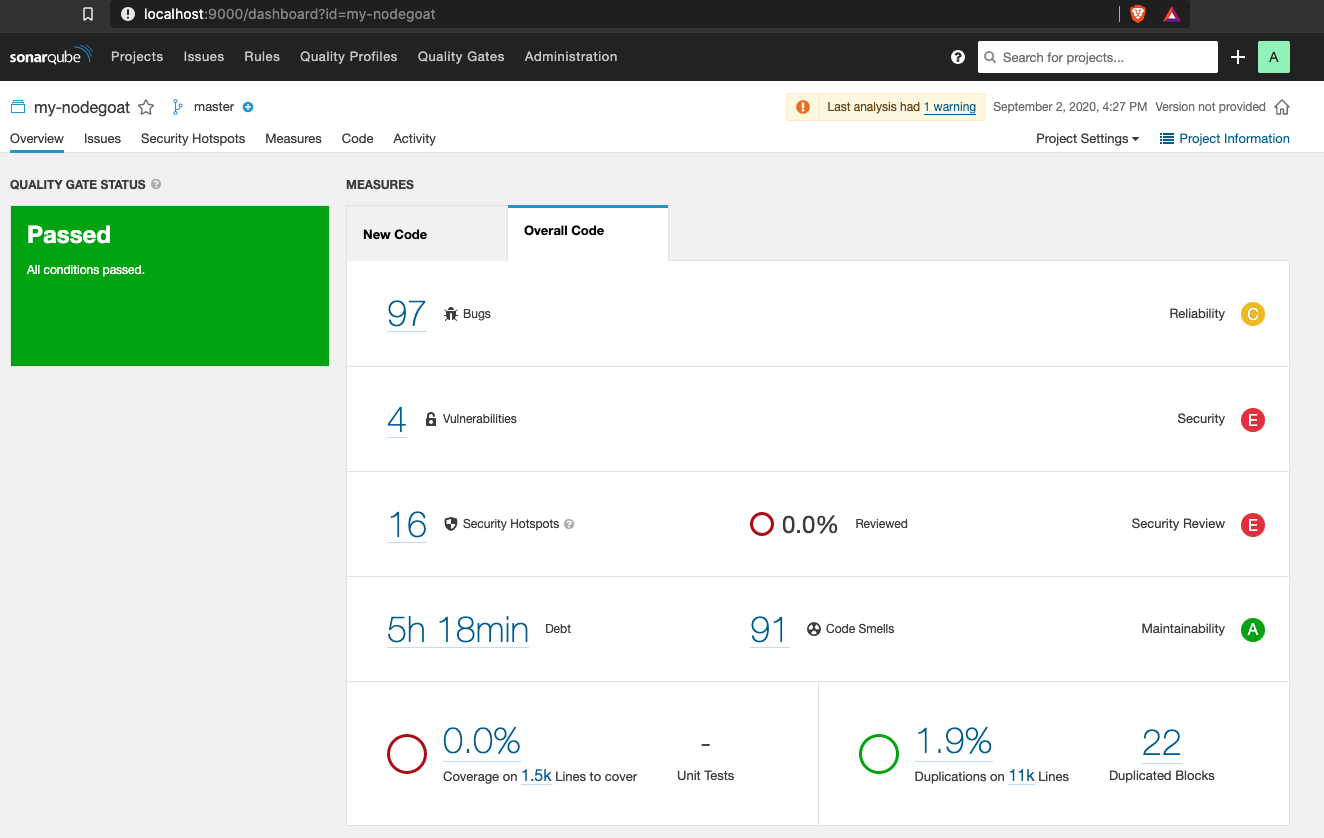 localhost:9000/dashboard?id=my-nodegoat
sonarqube Projects Issues Rules Quality Profiles Quality Gates Administration ? Search for projects... A
my-nodegoat master Last analysis had 1 warning September 2, 2020, 4:27 PM Version not provided
Overview Issues Security Hotspots Measures Code Activity Project Settings Project Information
QUALITY GATE STATUS ? MEASURES
Passed
All conditions passed.
New Code Overall Code
97 Bugs Reliability C
4 Vulnerabilities Security E
16 Security Hotspots ? 0.0% Reviewed Security Review E
5h 18min Debt 91 Code Smells Maintainability A
0.0% - 1.9% 22
Coverage on 1.5k Lines to cover Unit Tests Duplications on 11k Lines Duplicated Blocks